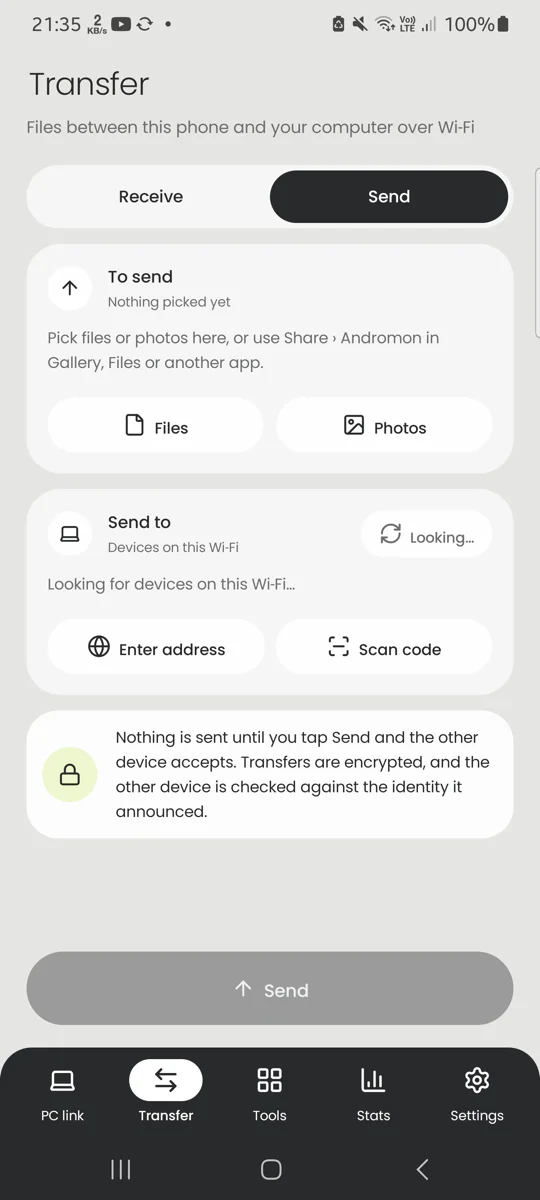 21:35 2 KB/s Vo)) LTE 100%
Transfer
Files between this phone and your computer over Wi-Fi
Receive Send
To send
Nothing picked yet
Pick files or photos here, or use Share › Andromon in
Gallery, Files or another app.
Files Photos
Send to
Devices on this Wi-Fi
Looking...
Looking for devices on this Wi-Fi...
Enter address Scan code
Nothing is sent until you tap Send and the other
device accepts. Transfers are encrypted, and the
other device is checked against the identity it
announced.
Send
PC link Transfer Tools Stats Settings